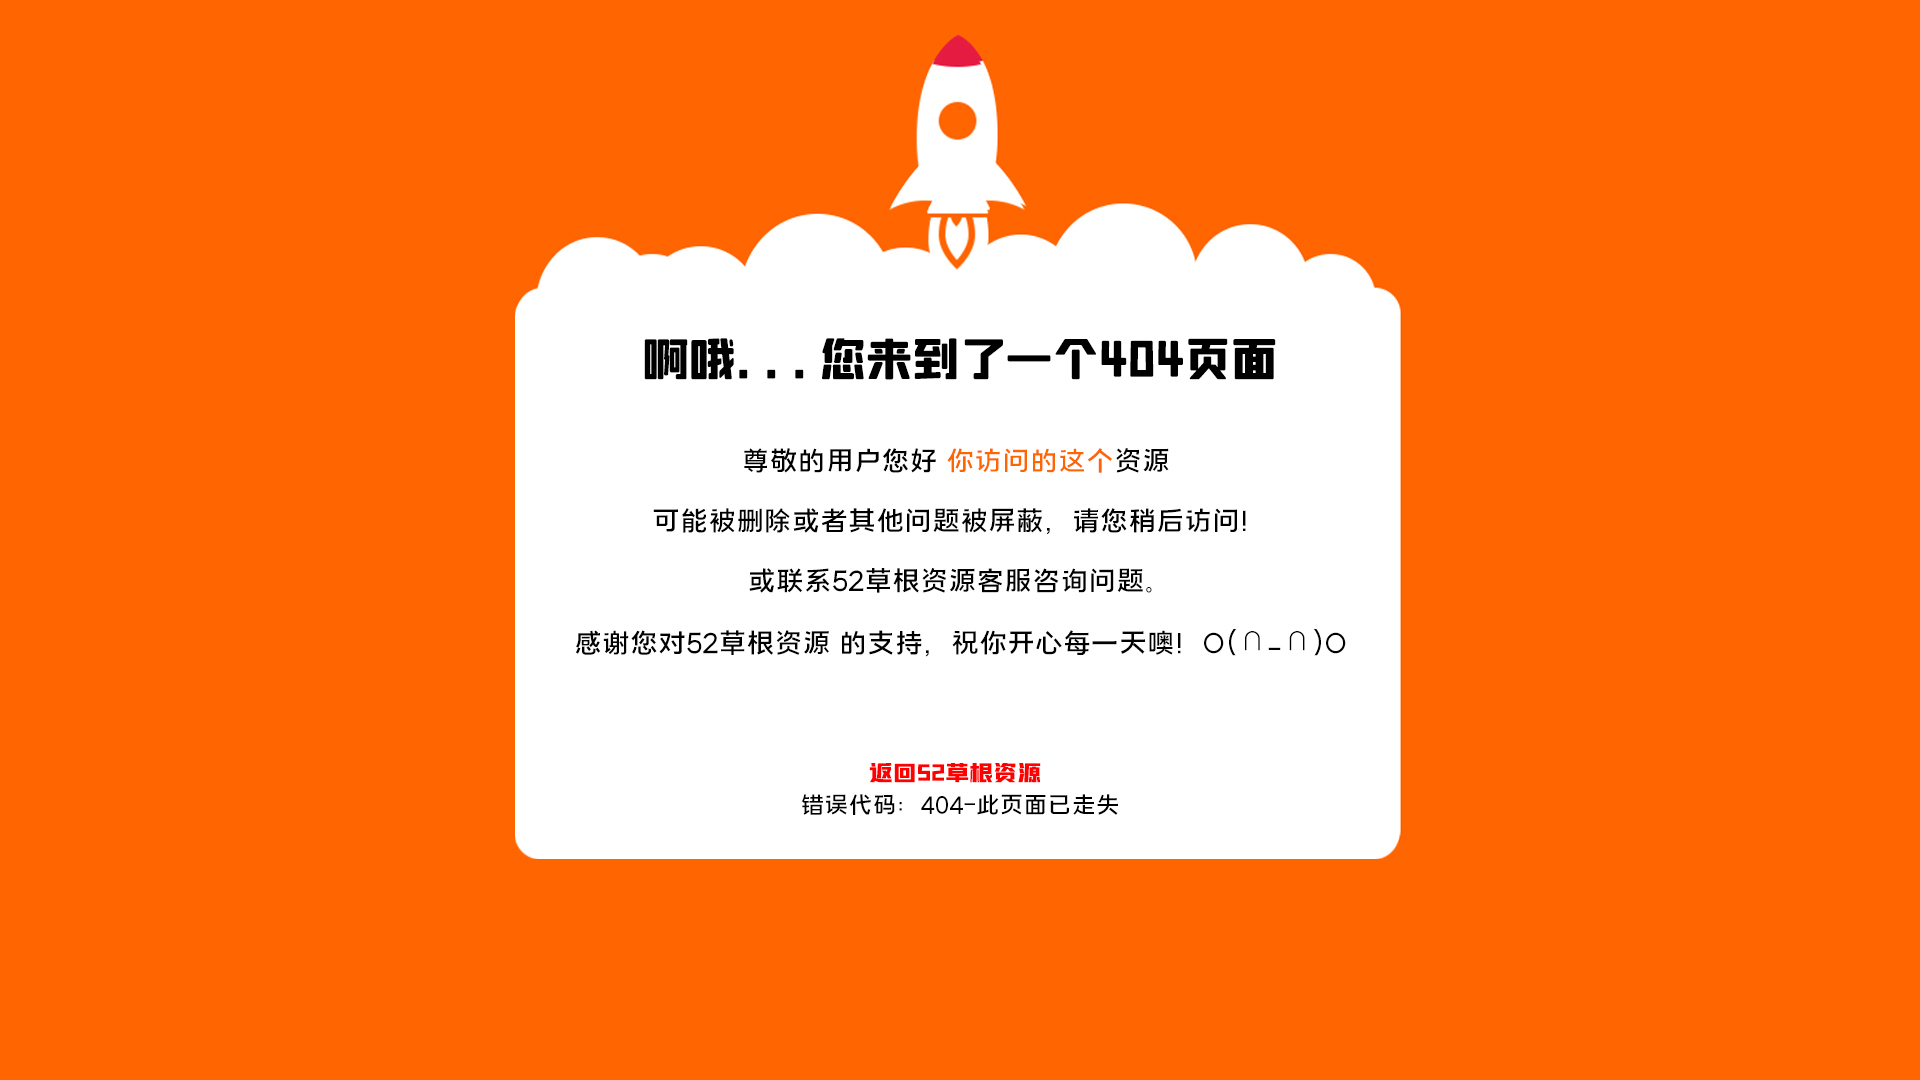 啊哦...您来到了一个404页面
尊敬的用户您好 你访问的这个资源
可能被删除或者其他问题被屏蔽，请您稍后访问!
或联系52草根资源客服咨询问题。
感谢您对52草根资源 的支持，祝你开心每一天噢! O(∩_∩)O
返回52草根资源
错误代码：404-此页面已走失